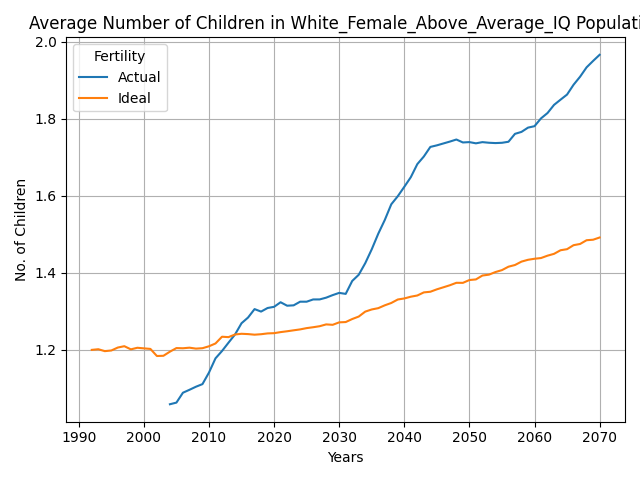 Average Number of Children in White_Female_Above_Average_IQ Populati
2.0
1.8
1.6
1.4
1.2
No. of Children
Fertility
Actual
Ideal
1990 2000 2010 2020 2030 2040 2050 2060 2070
Years